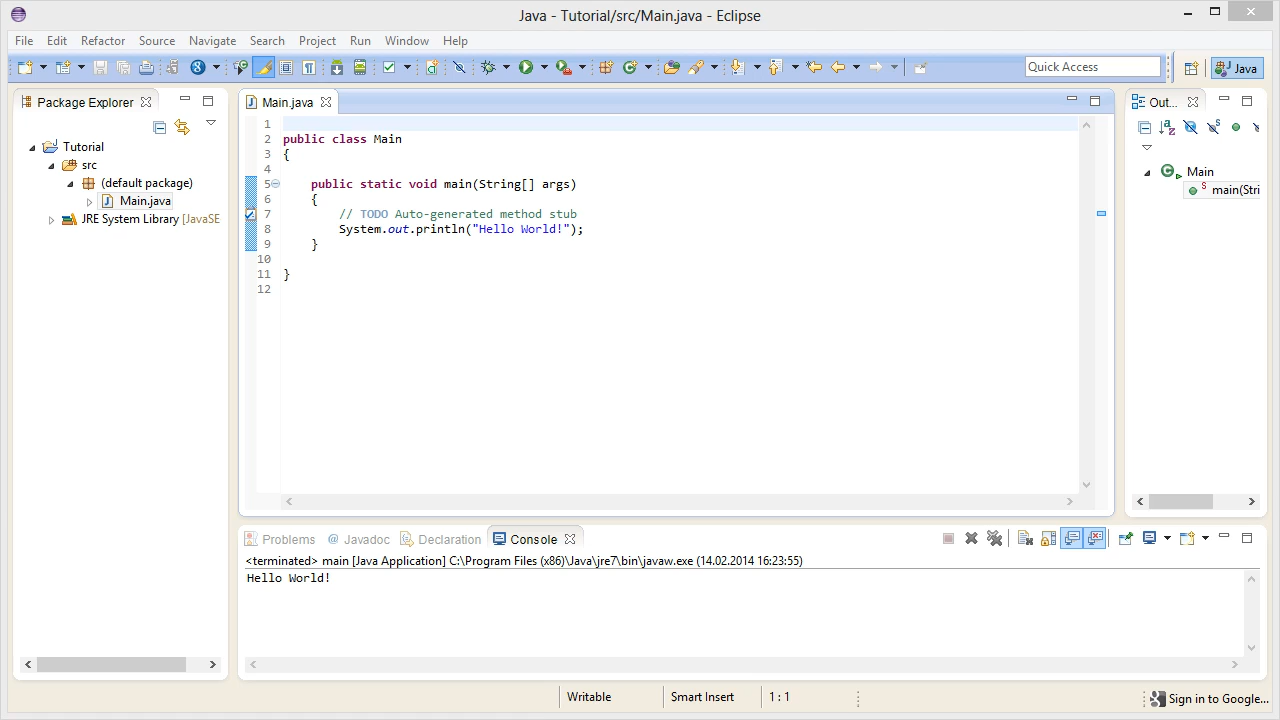 Java - Tutorial/src/Main.java - Eclipse
File Edit Refactor Source Navigate Search Project Run Window Help
Quick Access
Java
Package Explorer
Main.java
Out...
Tutorial
src
(default package)
Main.java
JRE System Library [JavaSE
1
2 public class Main
3 {
4
5 public static void main(String[] args)
6 {
7 // TODO Auto-generated method stub
8 System.out.println("Hello World!");
9 }
10
11 }
12
Main
main(Stri
Problems @ Javadoc Declaration Console
<terminated> main [Java Application] C:\Program Files (x86)\Java\jre7\bin\javaw.exe (14.02.2014 16:23:55)
Hello World!
Writable Smart Insert 1 : 1 Sign in to Google...